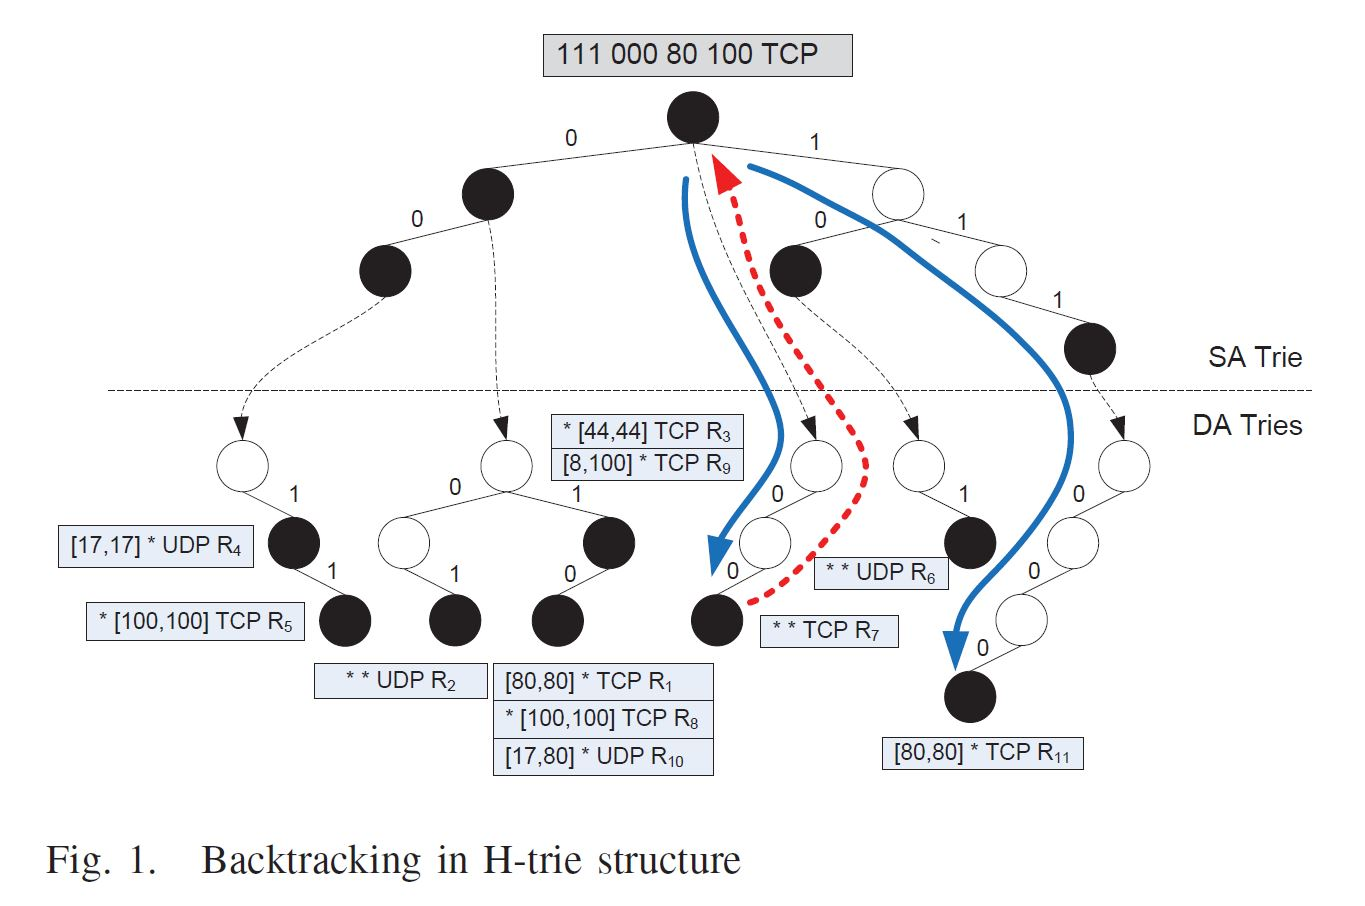 111 000 80 100 TCP
0
1
0
0
1
1
SA Trie
DA Tries
* [44,44] TCP R3
[8,100] * TCP R9
1
0
1
0
1
0
[17,17] * UDP R4
1
1
0
0
* * UDP R6
0
* [100,100] TCP R5
* * TCP R7
0
* * UDP R2
[80,80] * TCP R1
* [100,100] TCP R8
[17,80] * UDP R10
[80,80] * TCP R11
Fig. 1. Backtracking in H-trie structure